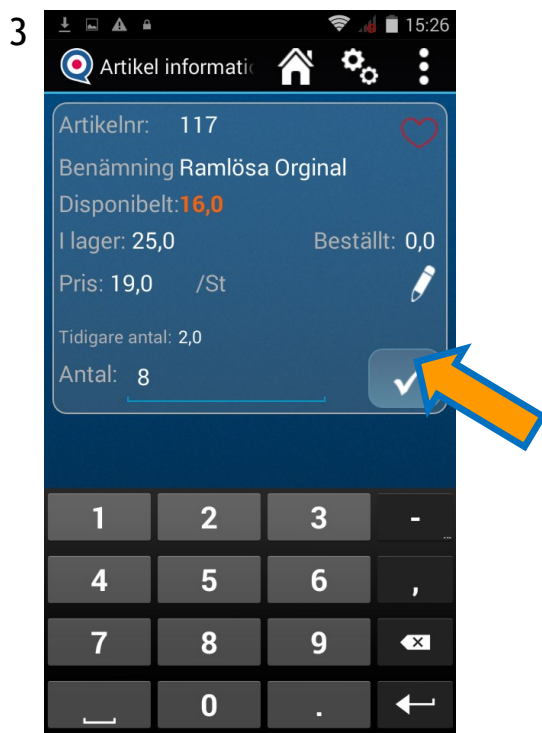 3
15:26
Artikel informatio
Artikelnr: 117
Benämning Ramlösa Orginal
Disponibelt:16,0
I lager: 25,0 Beställt: 0,0
Pris: 19,0 /St
Tidigare antal: 2,0
Antal: 8
1 2 3 -
...
4 5 6 ,
7 8 9
0 .